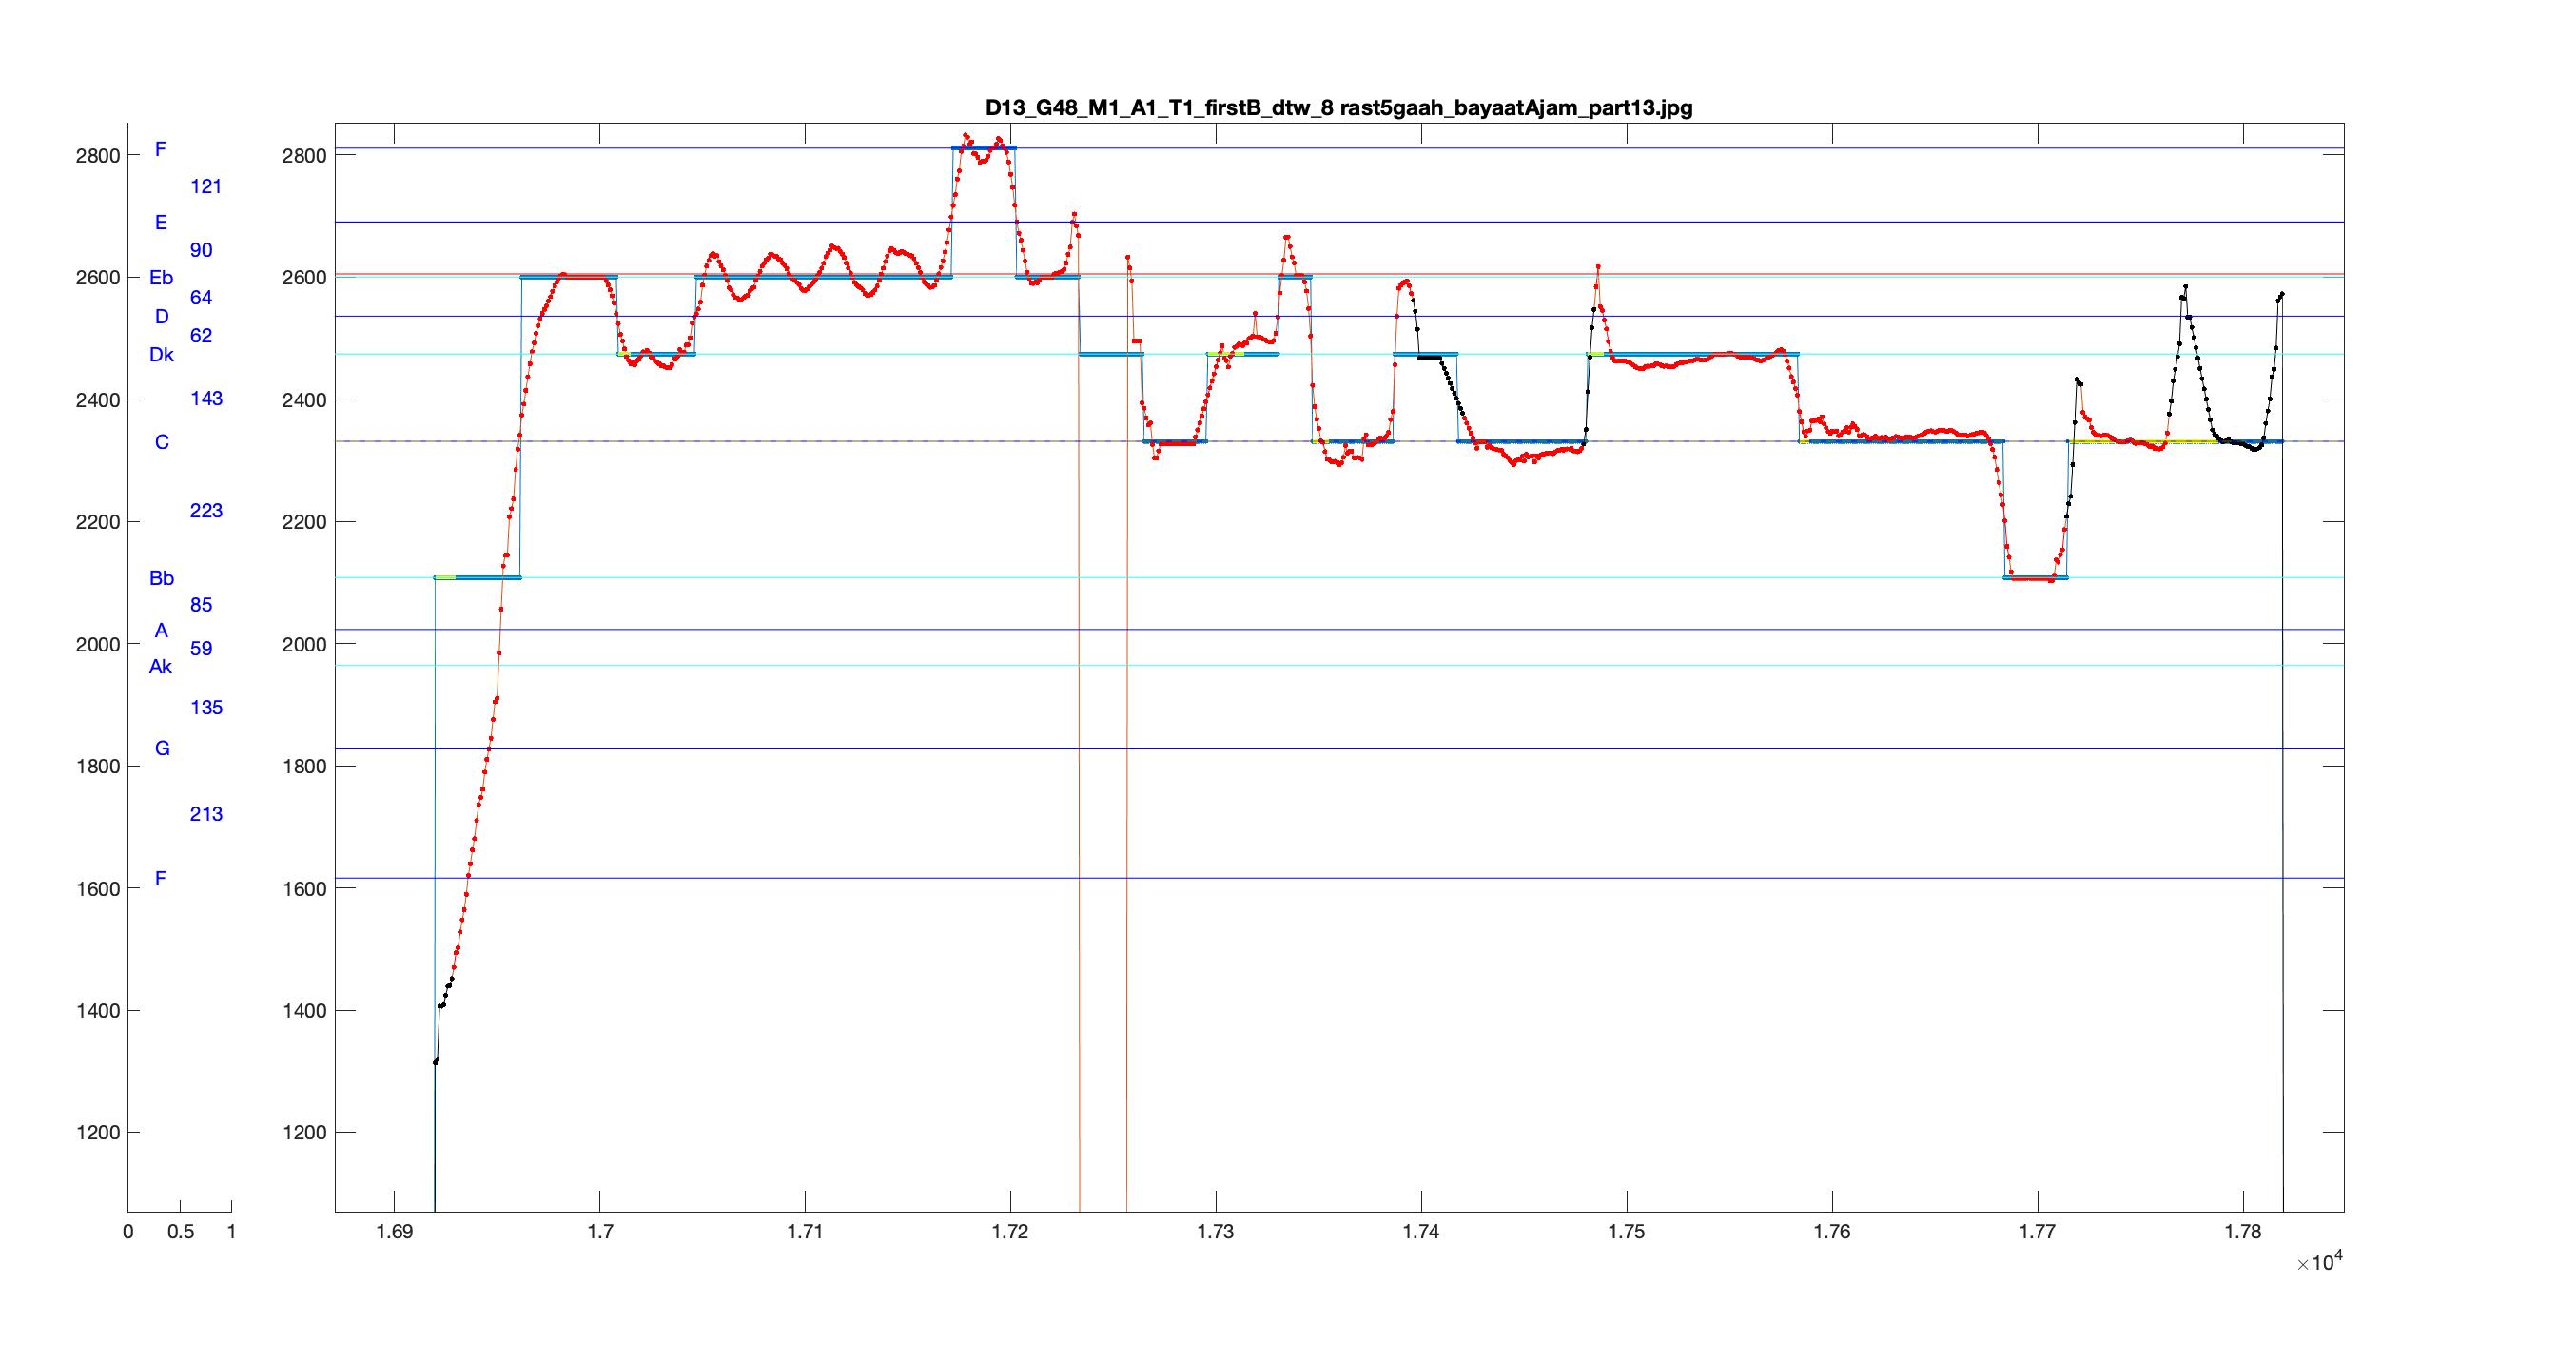 D13_G48_M1_A1_T1_firstB_dtw_8 rast5gaah_bayaatAjam_part13.jpg
2800 F 2800
121
E
90
2600 Eb 2600
64
D
62
Dk
2400 143 2400
C
2200 223 2200
Bb
85
2000 A 2000
59
Ak
135
1800 G 1800
213
1600 F 1600
1400 1400
1200 1200
0 0.5 1 1.69 1.7 1.71 1.72 1.73 1.74 1.75 1.76 1.77 1.78
×10⁴